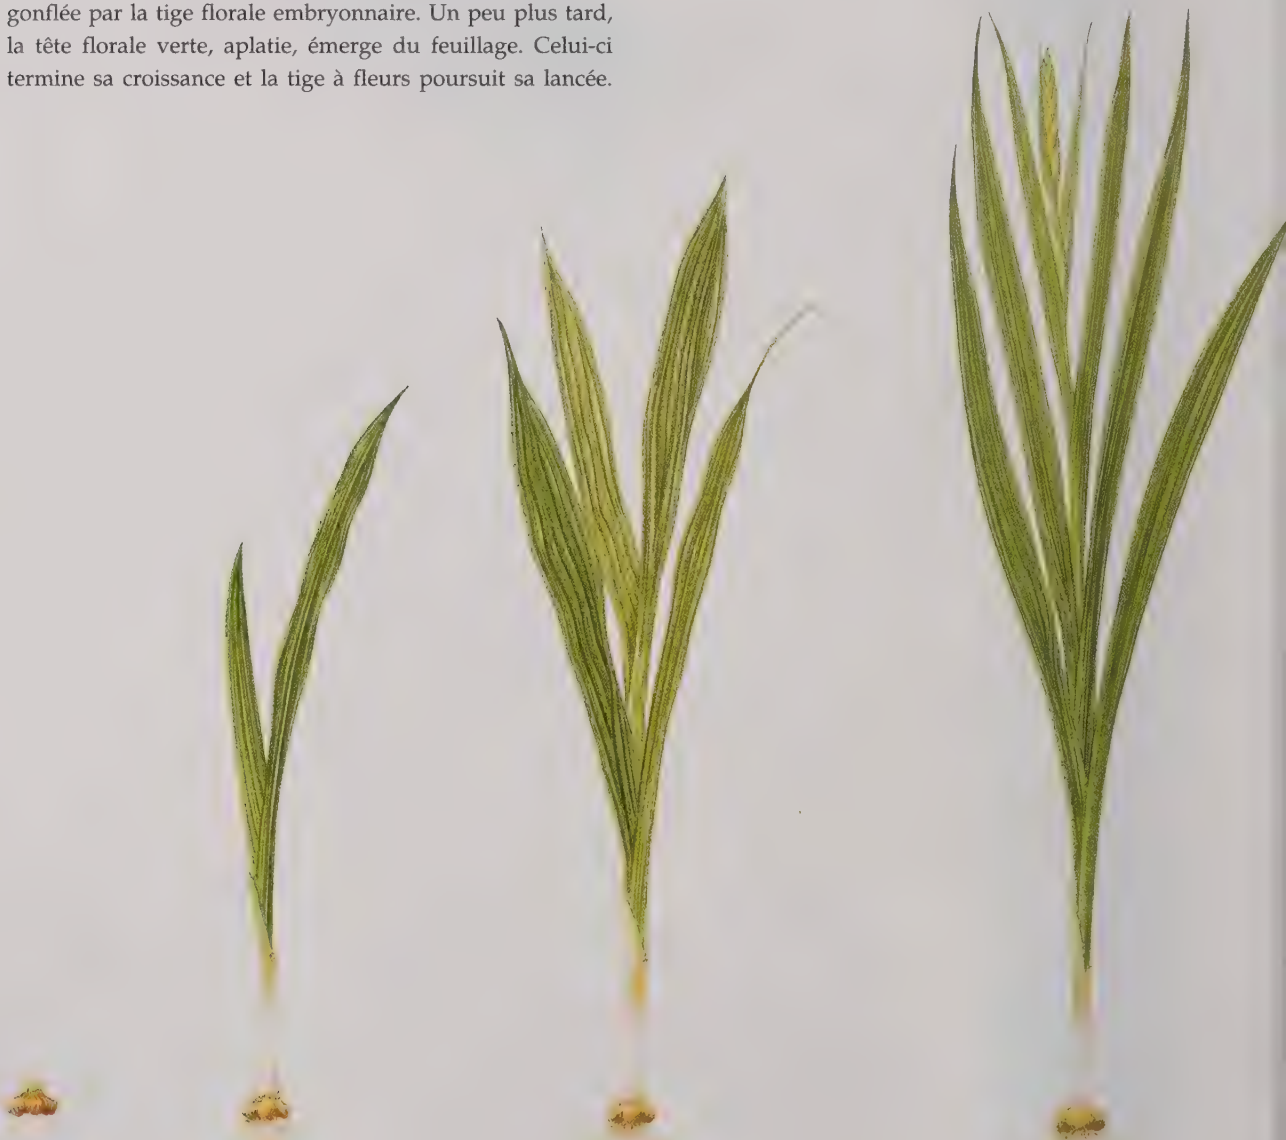 gonflée par la tige florale embryonnaire. Un peu plus tard,
la tête florale verte, aplatie, émerge du feuillage. Celui-ci
termine sa croissance et la tige à fleurs poursuit sa lancée.